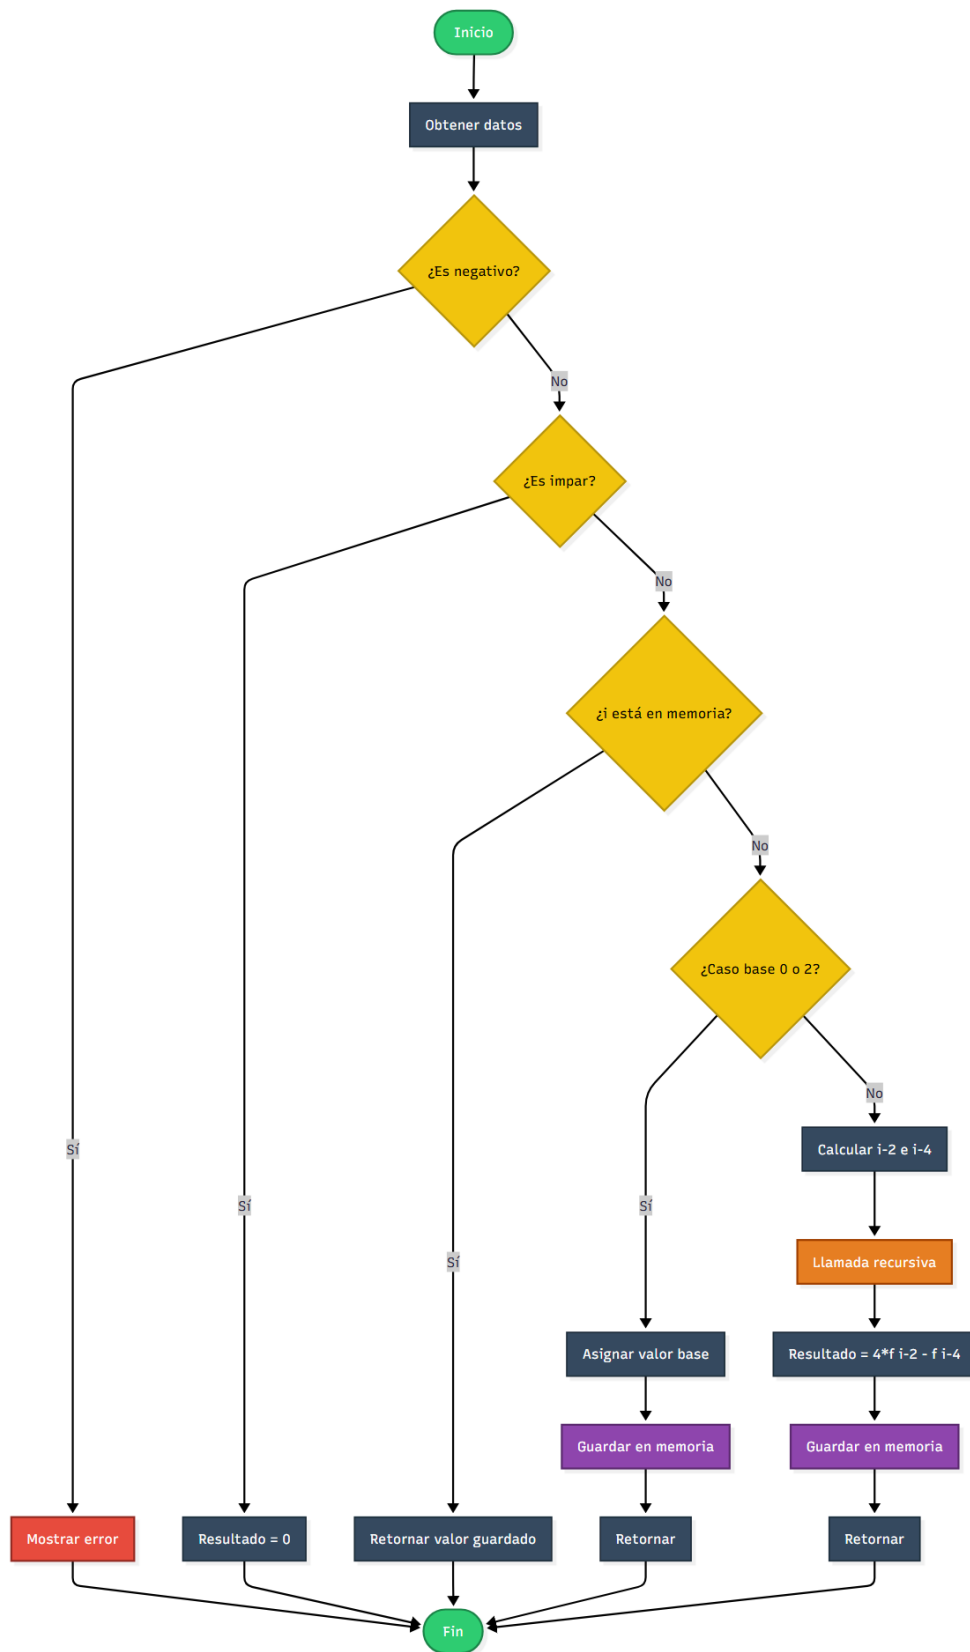 Inicio
Obtener datos
¿Es negativo?
No
¿Es impar?
No
¿i está en memoria?
No
¿Caso base 0 o 2?
No
Sí
Calcular i-2 e i-4
Sí
Sí
Sí
Llamada recursiva
Asignar valor base
Resultado = 4*f i-2 - f i-4
Guardar en memoria
Guardar en memoria
Mostrar error
Resultado = 0
Retornar valor guardado
Retornar
Retornar
Fin